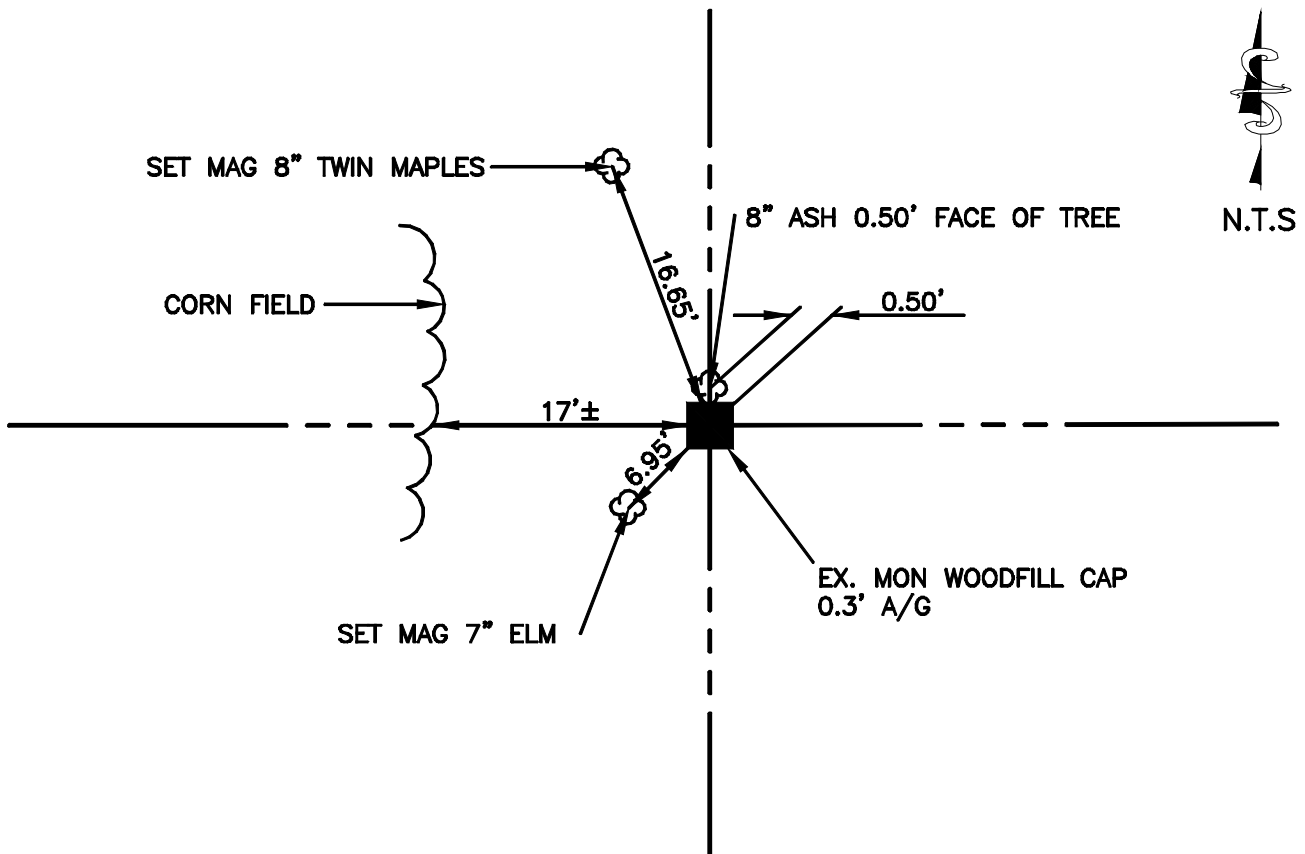 SET MAG 8" TWIN MAPLES
8" ASH 0.50' FACE OF TREE
N.T.S
16.65'
CORN FIELD
0.50'
17'±
6.95'
EX. MON WOODFILL CAP
0.3' A/G
SET MAG 7" ELM